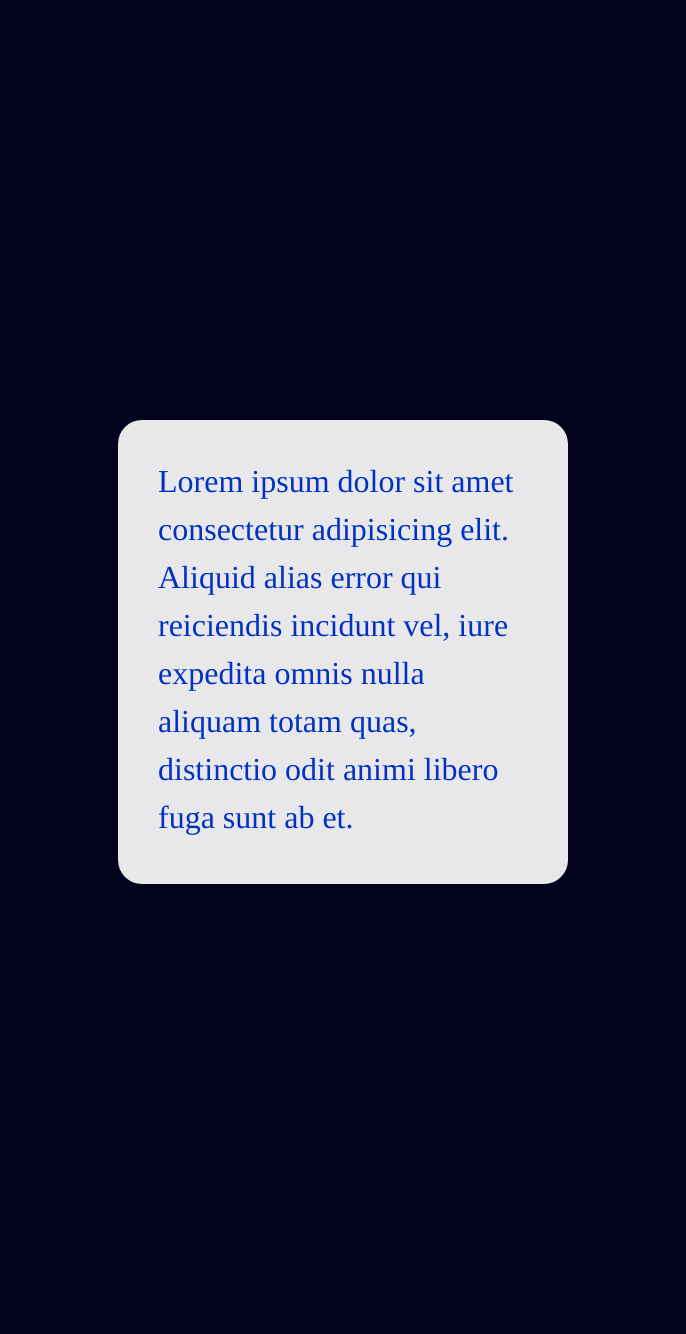 Lorem ipsum dolor sit amet
consectetur adipisicing elit.
Aliquid alias error qui
reiciendis incidunt vel, iure
expedita omnis nulla
aliquam totam quas,
distinctio odit animi libero
fuga sunt ab et.